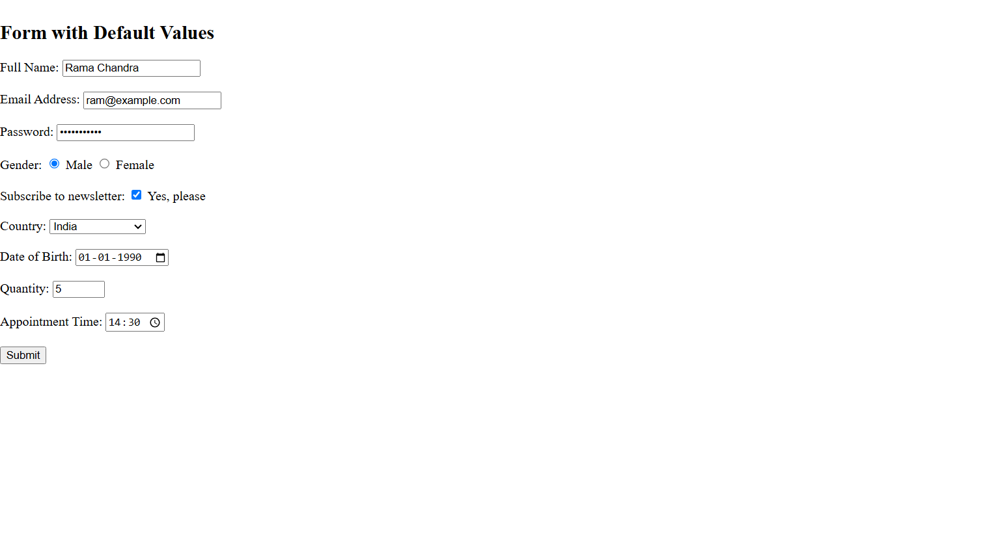 Form with Default Values
Full Name: Rama Chandra
Email Address: ram@example.com
Password: •••••••••••
Gender: Male Female
Subscribe to newsletter: Yes, please
Country: India
Date of Birth: 01-01-1990
Quantity: 5
Appointment Time: 14:30
Submit